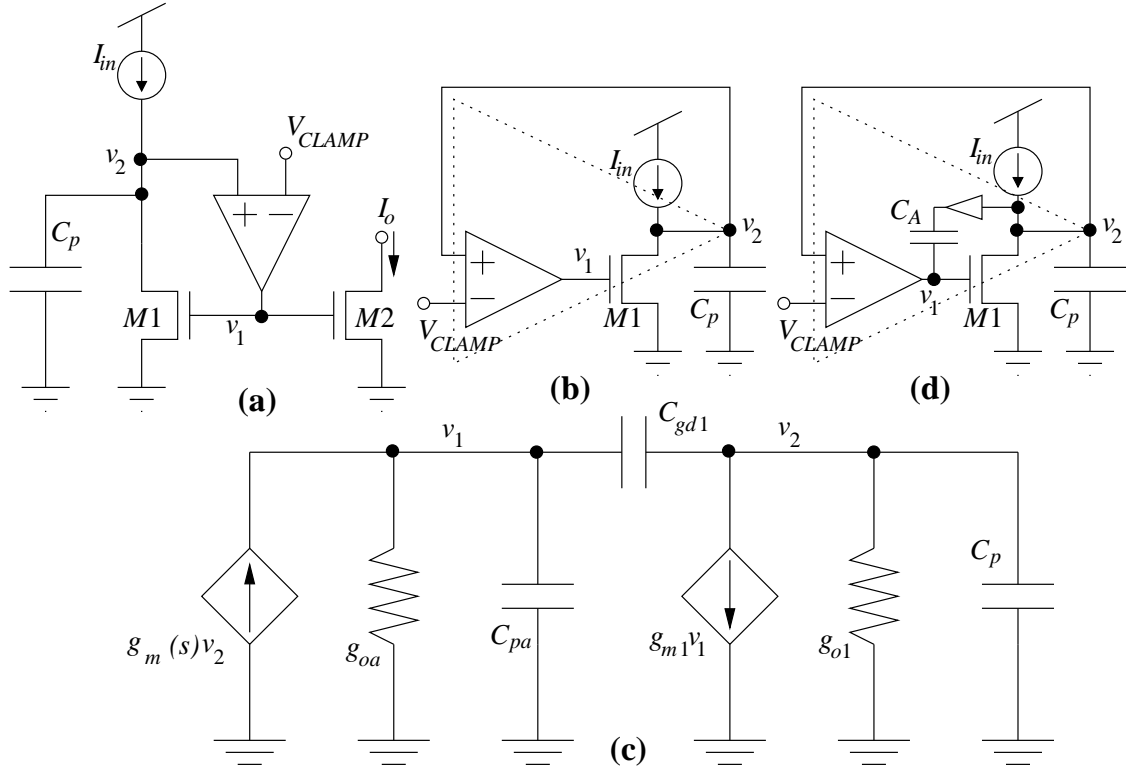 I_in
v_2
V_CLAMP
C_p
+ −
I_o
M1
v_1
M2
(a)
I_in
v_2
+
−
v_1
M1
C_p
V_CLAMP
(b)
I_in
C_A
v_2
+
−
v_1
M1
C_p
V_CLAMP
(d)
v_1
C_gd1
v_2
g_m(s)v_2
g_oa
C_pa
g_m1v_1
g_o1
C_p
(c)